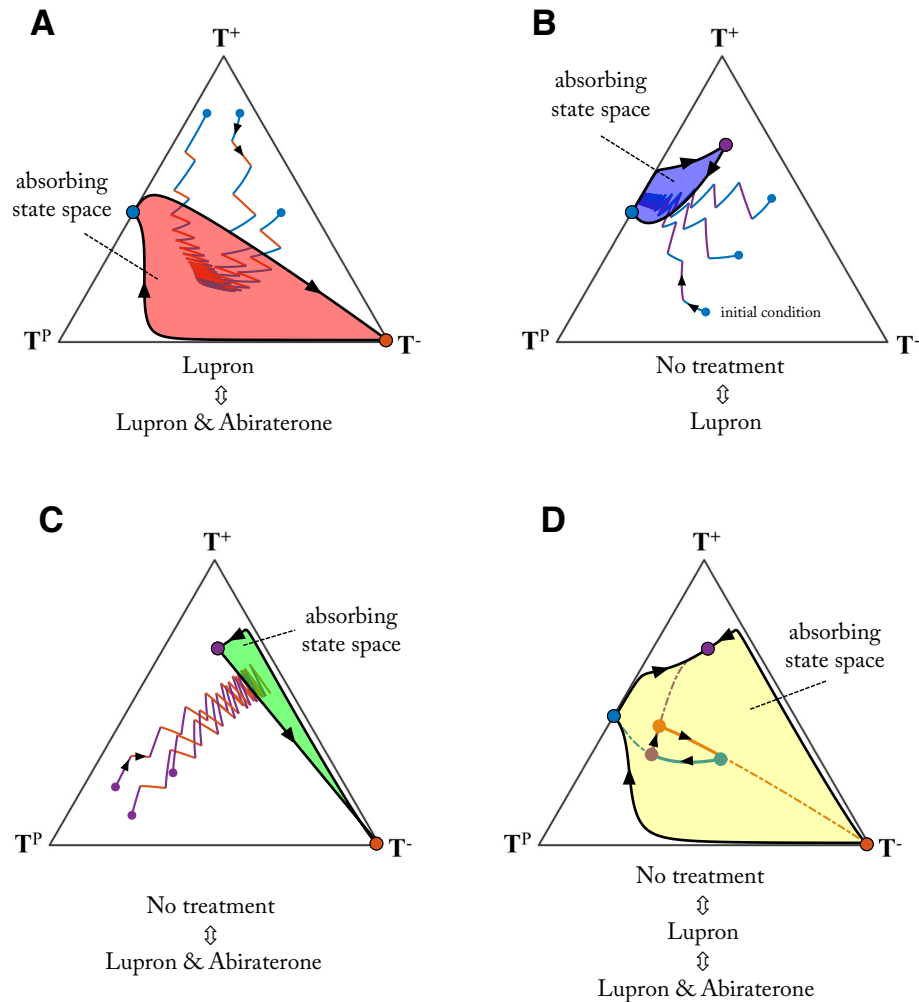 A
T+
absorbing
state space
TP
T-
Lupron
⇕
Lupron & Abiraterone
B
T+
absorbing
state space
initial condition
TP
T-
No treatment
⇕
Lupron
C
T+
absorbing
state space
TP
T-
No treatment
⇕
Lupron & Abiraterone
D
T+
absorbing
state space
TP
T-
No treatment
⇕
Lupron
⇕
Lupron & Abiraterone